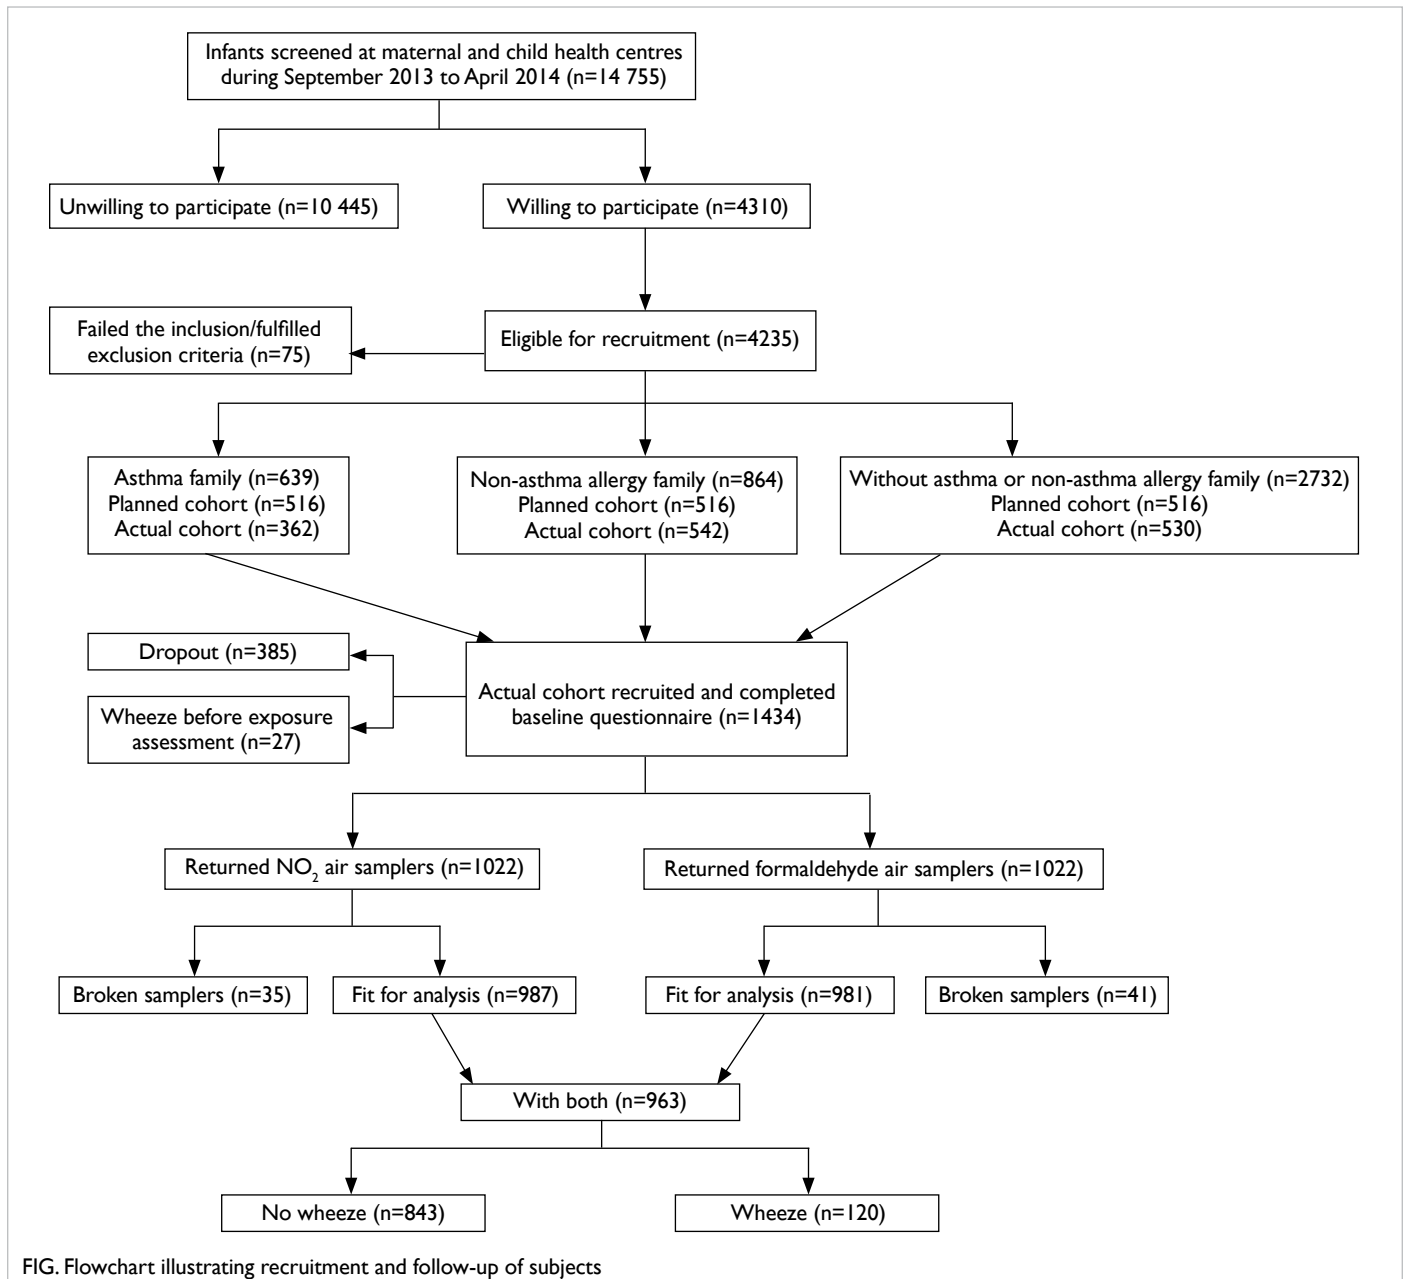 Infants screened at maternal and child health centres
during September 2013 to April 2014 (n=14 755)
Unwilling to participate (n=10 445)
Willing to participate (n=4310)
Failed the inclusion/fulfilled
exclusion criteria (n=75)
Eligible for recruitment (n=4235)
Asthma family (n=639)
Planned cohort (n=516)
Actual cohort (n=362)
Non-asthma allergy family (n=864)
Planned cohort (n=516)
Actual cohort (n=542)
Without asthma or non-asthma allergy family (n=2732)
Planned cohort (n=516)
Actual cohort (n=530)
Dropout (n=385)
Wheeze before exposure
assessment (n=27)
Actual cohort recruited and completed
baseline questionnaire (n=1434)
Returned NO₂ air samplers (n=1022)
Returned formaldehyde air samplers (n=1022)
Broken samplers (n=35)
Fit for analysis (n=987)
Fit for analysis (n=981)
Broken samplers (n=41)
With both (n=963)
No wheeze (n=843)
Wheeze (n=120)
FIG. Flowchart illustrating recruitment and follow-up of subjects